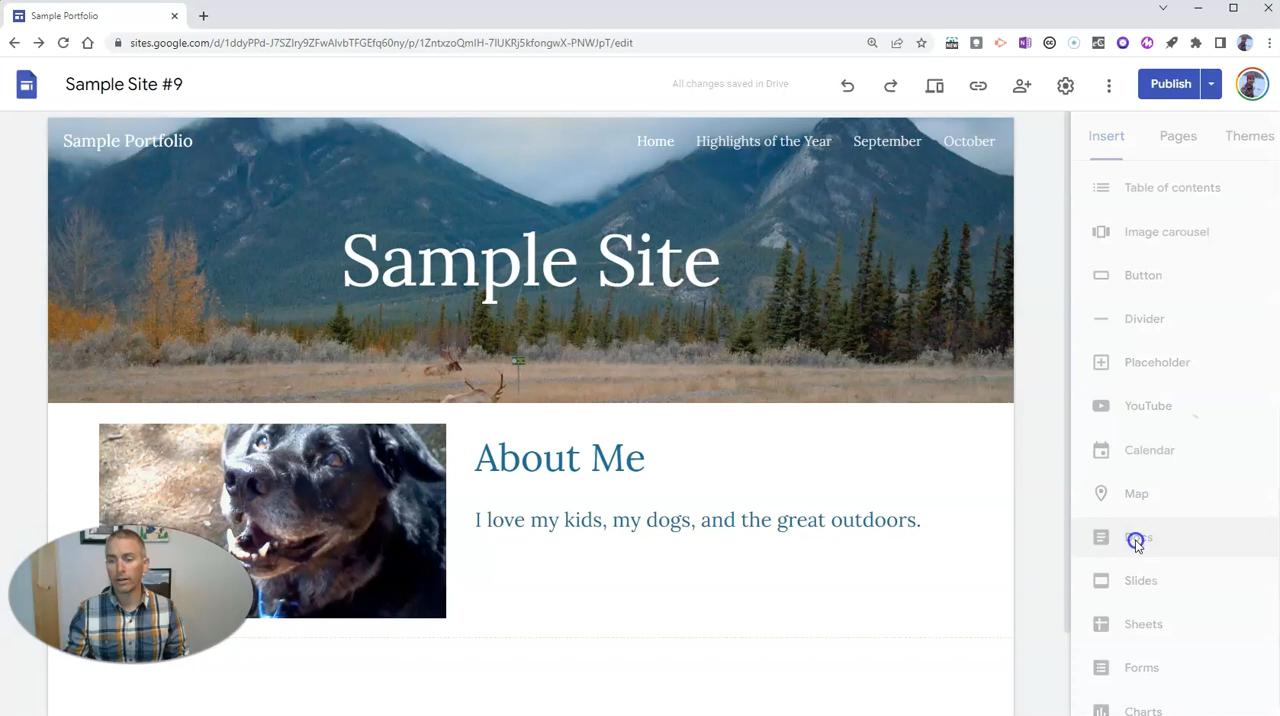 Sample Portfolio
sites.google.com/d/1ddyPPd-J7SZIry9ZFwAIvbTFGEfq60nv/p/1ZntxzoQmIH-7IUKRj5kfongwX-PNWJpT/edit
Sample Site #9
All changes saved in Drive
Publish
Sample Portfolio
Home
Highlights of the Year
September
October
Sample Site
About Me
I love my kids, my dogs, and the great outdoors.
Insert
Pages
Themes
Table of contents
Image carousel
Button
Divider
Placeholder
YouTube
Calendar
Map
Docs
Slides
Sheets
Forms
Charts